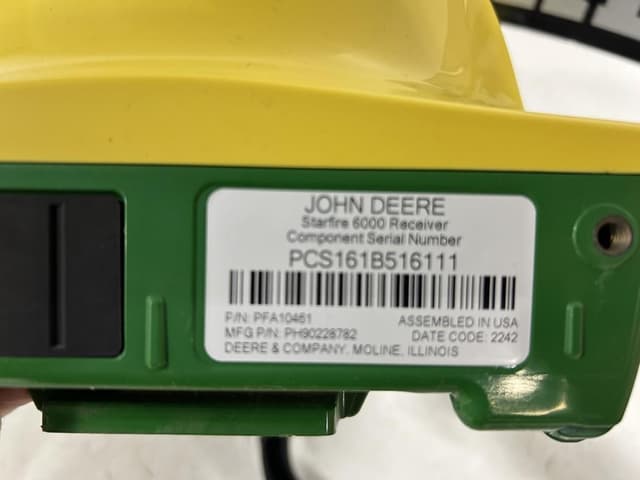 JOHN DEERE
Starfire 6000 Receiver
Component Serial Number
PCS161B516111
P/N: PFA10461
ASSEMBLED IN USA
MFG P/N: PH90228782
DATE CODE: 2242
DEERE & COMPANY, MOLINE, ILLINOIS